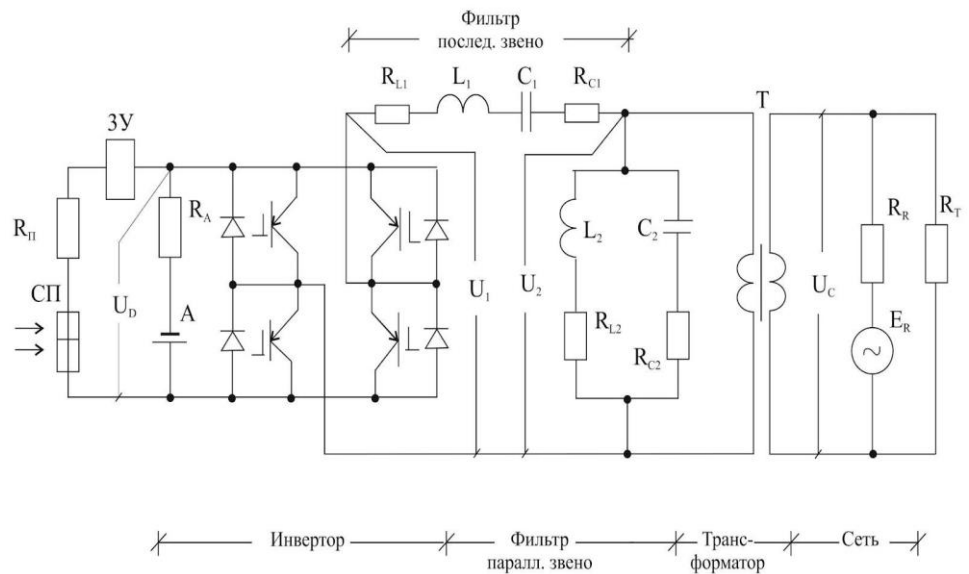 Фильтр
послед. звено
R_L1
L_1
C_1
R_C1
T
ЗУ
R_П
R_A
СП
U_D
A
U_1
U_2
L_2
C_2
R_L2
R_C2
U_C
R_R
R_T
E_R
~
Инвертор
Фильтр
паралл. звено
Транс-
форматор
Сеть